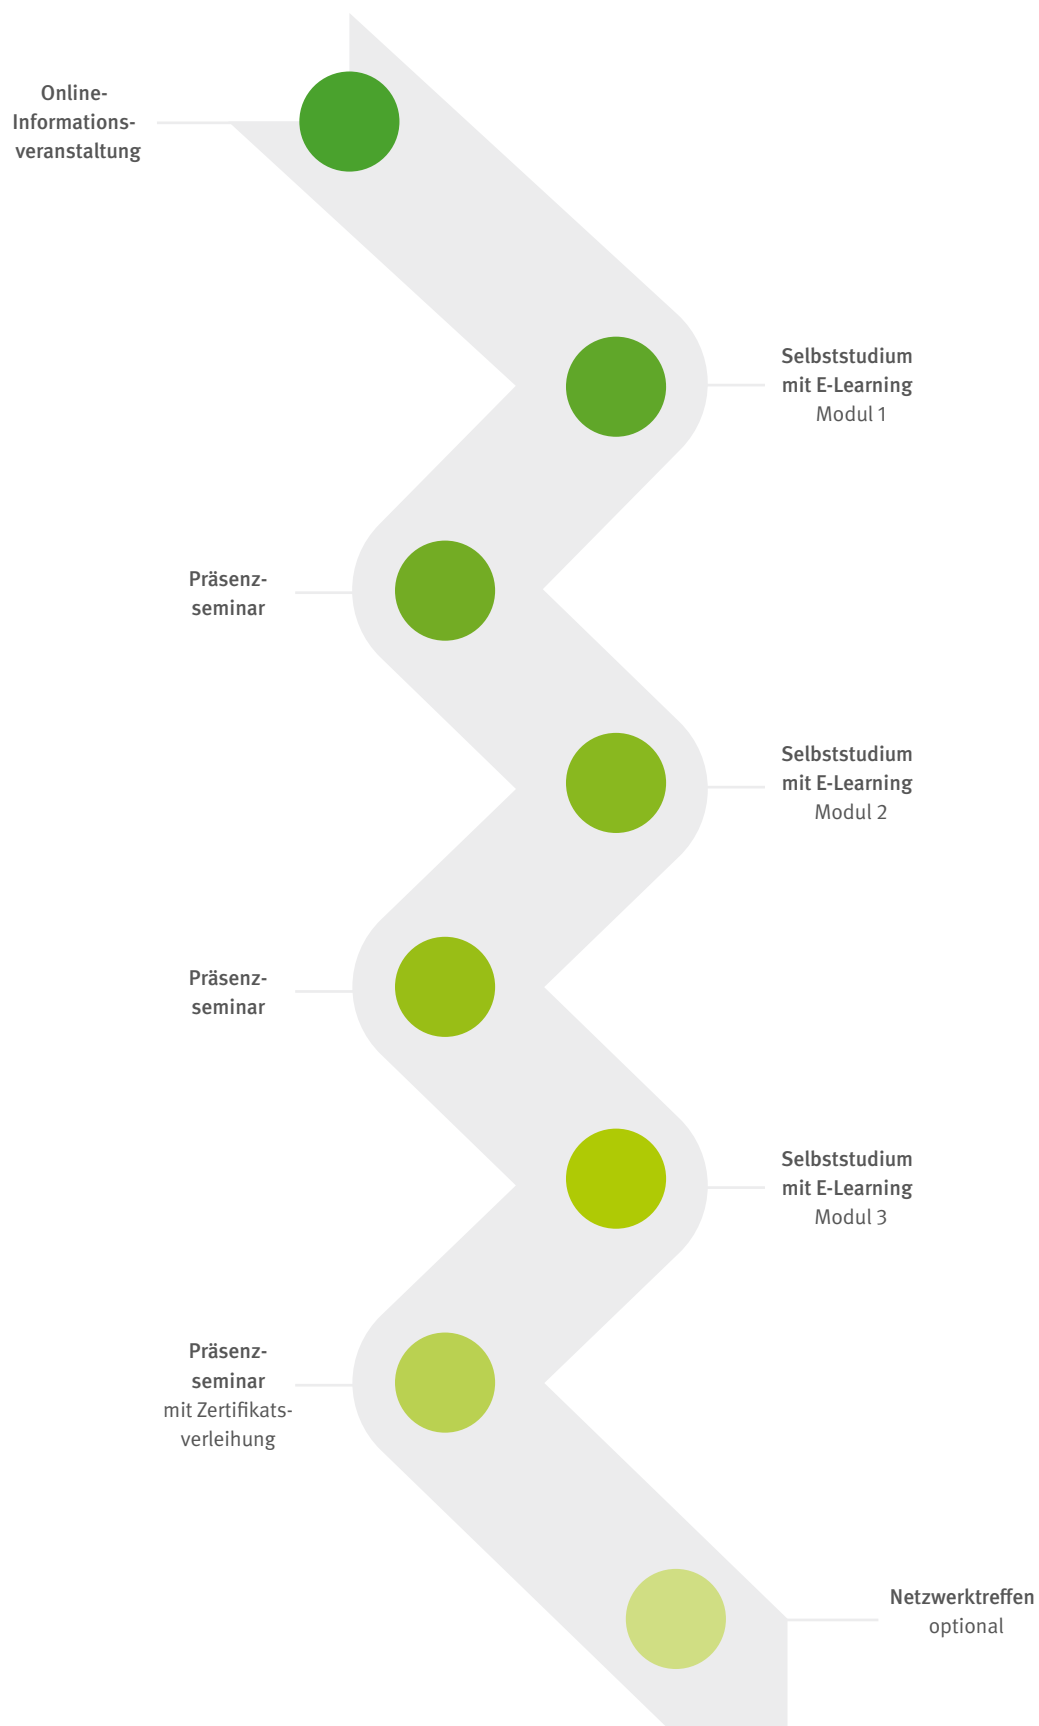 Online-
Informations-
veranstaltung
Selbststudium
mit E-Learning
Modul 1
Präsenz-
seminar
Selbststudium
mit E-Learning
Modul 2
Präsenz-
seminar
Selbststudium
mit E-Learning
Modul 3
Präsenz-
seminar
mit Zertifikats-
verleihung
Netzwerktreffen
optional